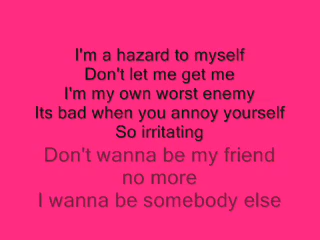 I'm a hazard to myself
Don't let me get me
I'm my own worst enemy
Its bad when you annoy yourself
So irritating
Don't wanna be my friend
no more
I wanna be somebody else